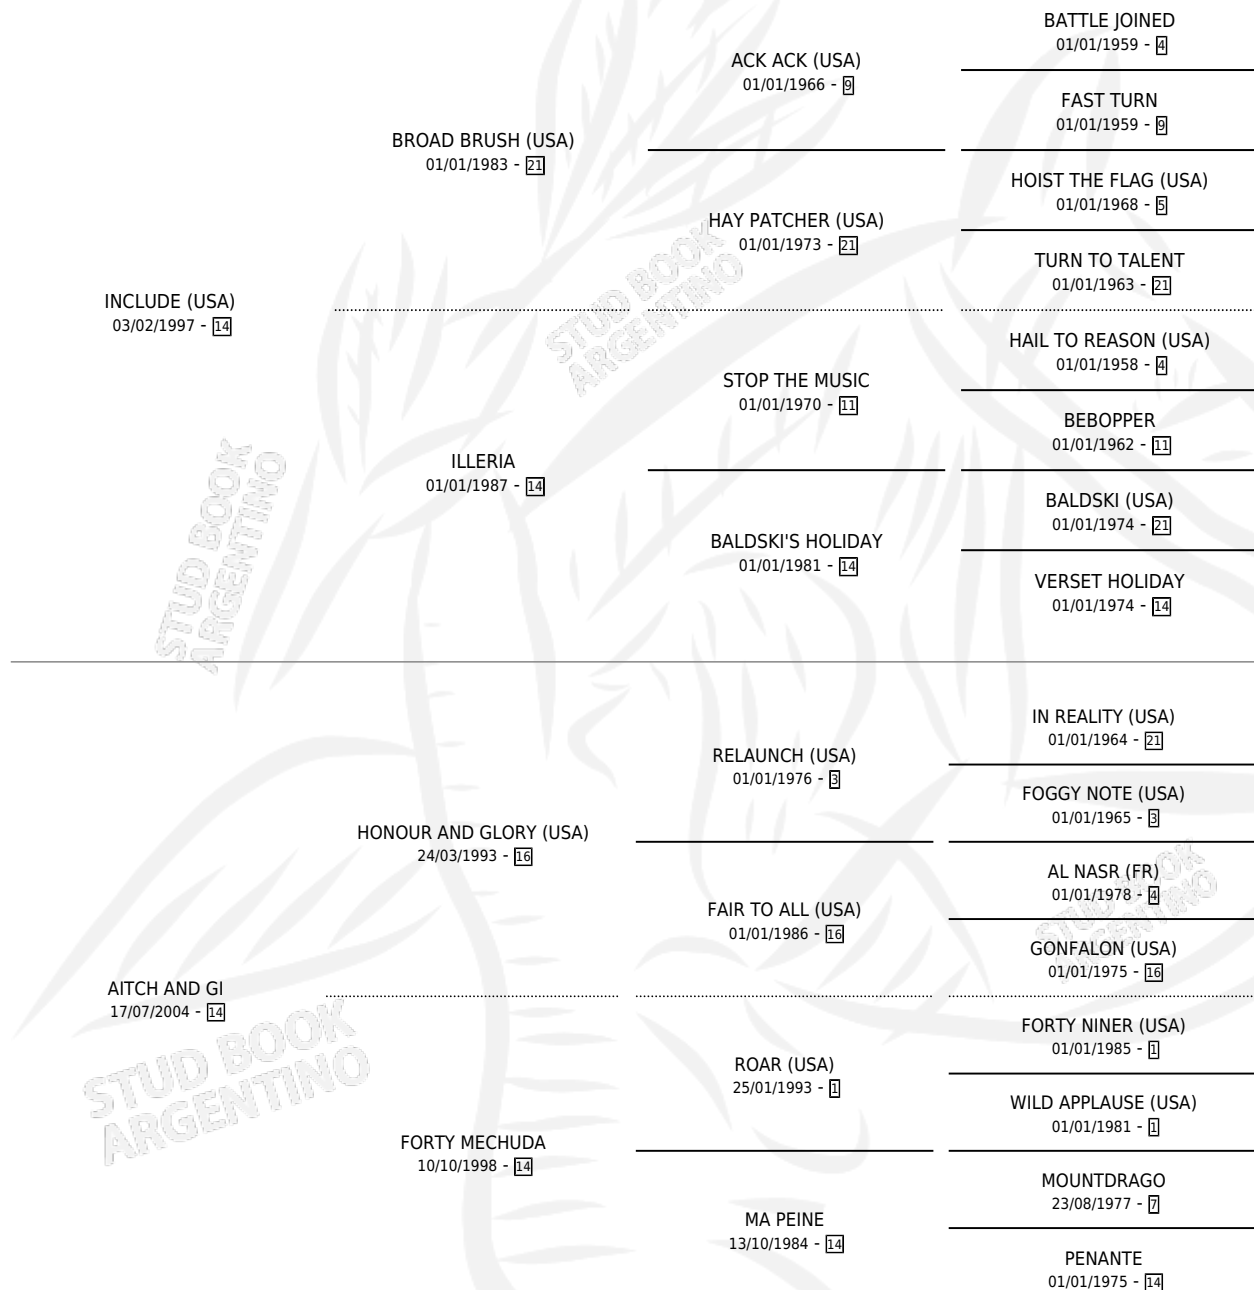 BATTLE JOINED
01/01/1959 - 4
ACK ACK (USA)
01/01/1966 - 9
FAST TURN
01/01/1959 - 9
BROAD BRUSH (USA)
01/01/1983 - 21
HOIST THE FLAG (USA)
01/01/1968 - 5
HAY PATCHER (USA)
01/01/1973 - 21
TURN TO TALENT
01/01/1963 - 21
INCLUDE (USA)
03/02/1997 - 14
STUD BOOK
ARGENTINO
HAIL TO REASON (USA)
01/01/1958 - 4
STOP THE MUSIC
01/01/1970 - 11
BEBOPPER
01/01/1962 - 11
ILLERIA
01/01/1987 - 14
BALDSKI (USA)
01/01/1974 - 21
BALDSKI'S HOLIDAY
01/01/1981 - 14
VERSET HOLIDAY
01/01/1974 - 14
STUD BOOK
ARGENTINO
IN REALITY (USA)
01/01/1964 - 21
RELAUNCH (USA)
01/01/1976 - 3
FOGGY NOTE (USA)
01/01/1965 - 3
HONOUR AND GLORY (USA)
24/03/1993 - 16
AL NASR (FR)
01/01/1978 - 4
FAIR TO ALL (USA)
01/01/1986 - 16
STUD BOOK
ARGENTINO
GONFALON (USA)
01/01/1975 - 16
AITCH AND GI
17/07/2004 - 14
STUD BOOK
ARGENTINO
FORTY NINER (USA)
01/01/1985 - 1
ROAR (USA)
25/01/1993 - 1
WILD APPLAUSE (USA)
01/01/1981 - 1
FORTY MECHUDA
10/10/1998 - 14
MOUNTDRAGO
23/08/1977 - 7
MA PEINE
13/10/1984 - 14
PENANTE
01/01/1975 - 14